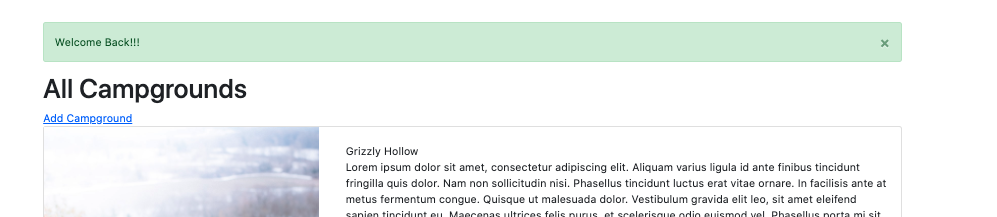 Welcome Back!!!
×
All Campgrounds
Add Campground
Grizzly Hollow
Lorem ipsum dolor sit amet, consectetur adipiscing elit. Aliquam varius ligula id ante finibus tincidunt
fringilla quis dolor. Nam non sollicitudin nisi. Phasellus tincidunt luctus erat vitae ornare. In facilisis ante at
metus fermentum congue. Quisque ut malesuada dolor. Vestibulum gravida elit leo, sit amet eleifend
sapien tincidunt eu. Maecenas ultrices felis purus, et scelerisque odio euismod vel. Phasellus porta mi sit